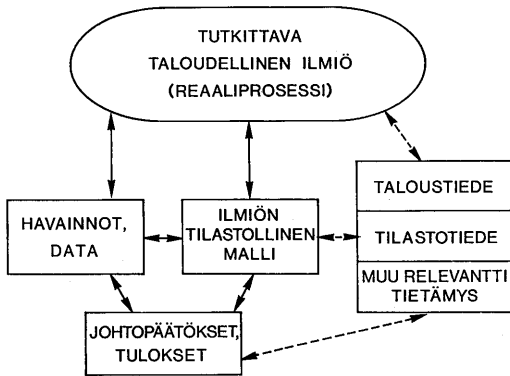 TUTKITTAVA
TALOUDELLINEN ILMIÖ
(REAALIPROSESSI)
HAVAINNOT,
DATA
ILMIÖN
TILASTOLLINEN
MALLI
TALOUSTIEDE
TILASTOTIEDE
MUU RELEVANTTI
TIETÄMYS
JOHTOPÄÄTÖKSET,
TULOKSET